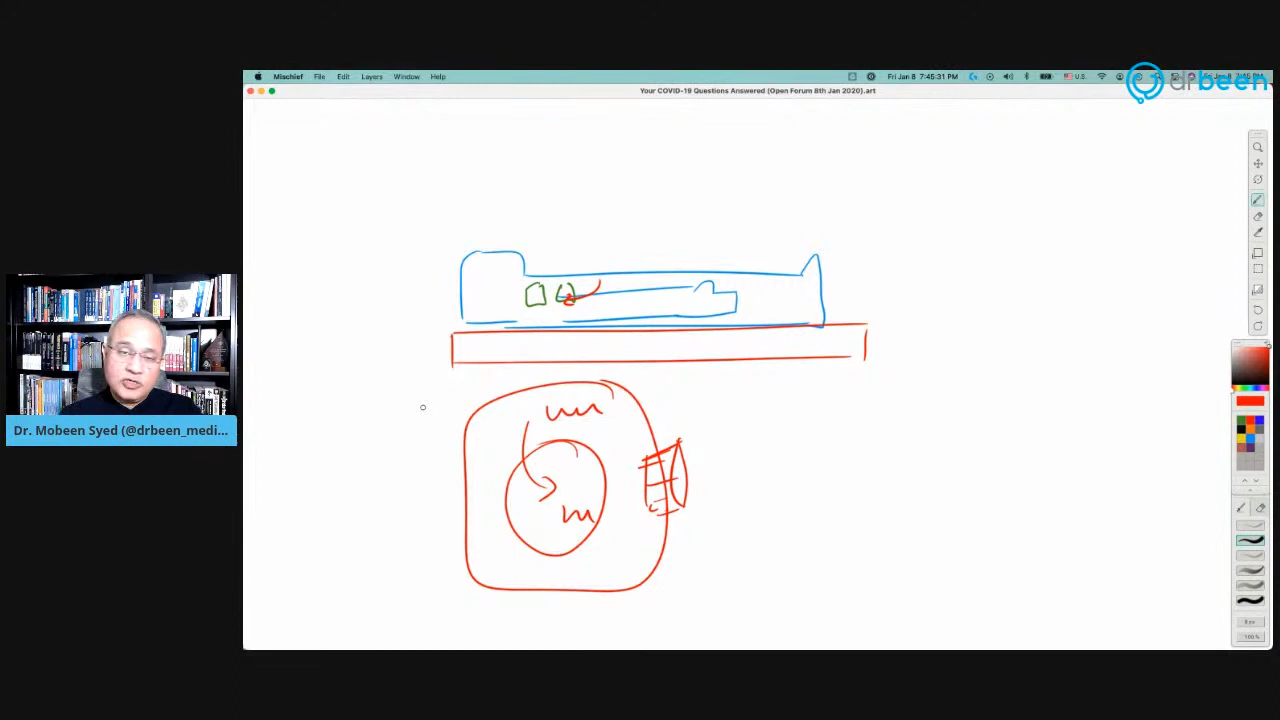 Mischief File Edit Layers Window Help
U.S.
Fri Jan 8 7:45:31 PM
drbeen
Your COVID-19 Questions Answered (Open Forum 8th Jan 2020).art
Dr. Mobeen Syed (@drbeen_medi...
100%